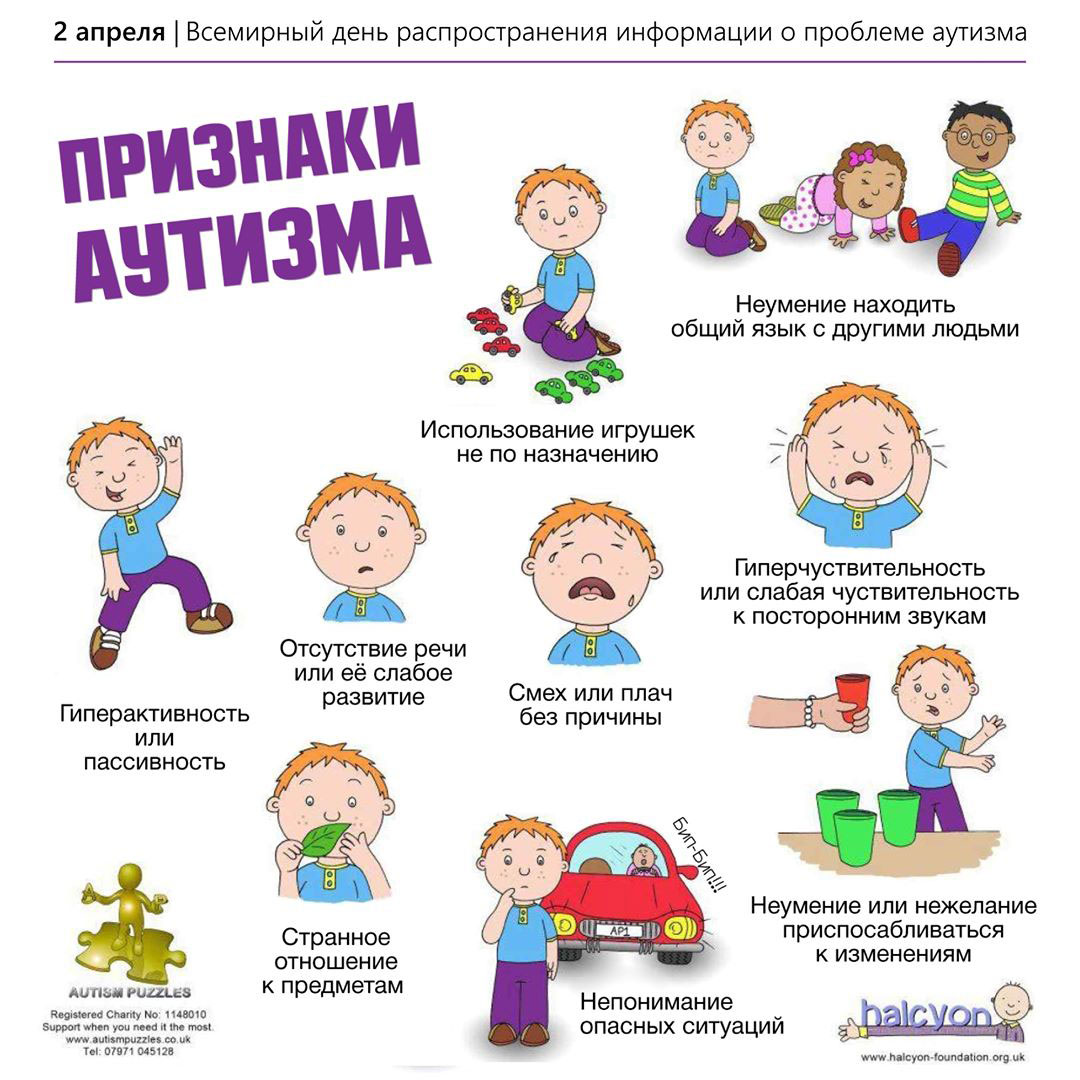 2 апреля | Всемирный день распространения информации о проблеме аутизма
ПРИЗНАКИ
АУТИЗМА
Неумение находить
общий язык с другими людьми
Использование игрушек
не по назначению
Гиперчуствительность
или слабая чуствительность
к посторонним звукам
Отсутствие речи
или её слабое
развитие
Смех или плач
без причины
Гиперактивность
или
пассивность
Бип-Бип!!!
AP1
Неумение или нежелание
приспосабливаться
к изменениям
Странное
отношение
к предметам
Непонимание
опасных ситуаций
A P
AUTISM PUZZLES
Registered Charity No: 1148010
Support when you need it the most.
www.autismpuzzles.co.uk
Tel: 07971 045128
halcyon
www.halcyon-foundation.org.uk